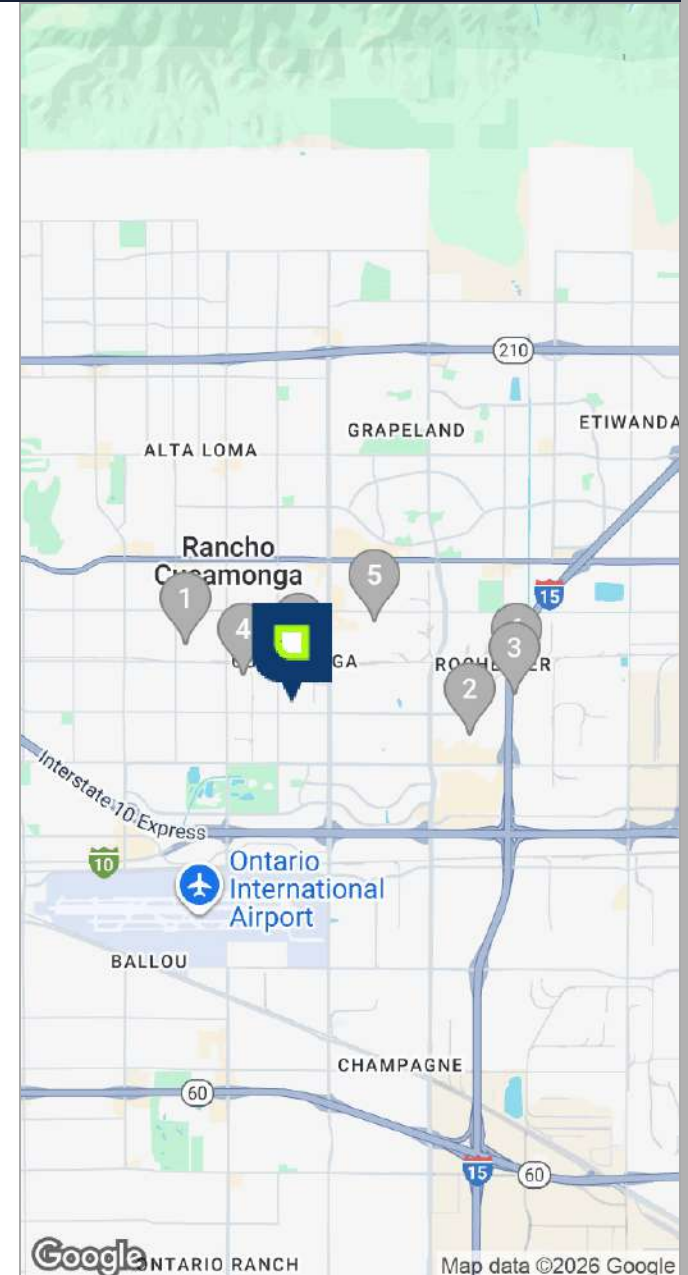 210
GRAPELAND
ETIWANDA
ALTA LOMA
Rancho
Cucamonga
5
15
1
4
3
2
Interstate 10 Express
10
Ontario
International
Airport
BALLOU
CHAMPAGNE
60
15
60
ONTARIO RANCH
Google
Map data ©2026 Google